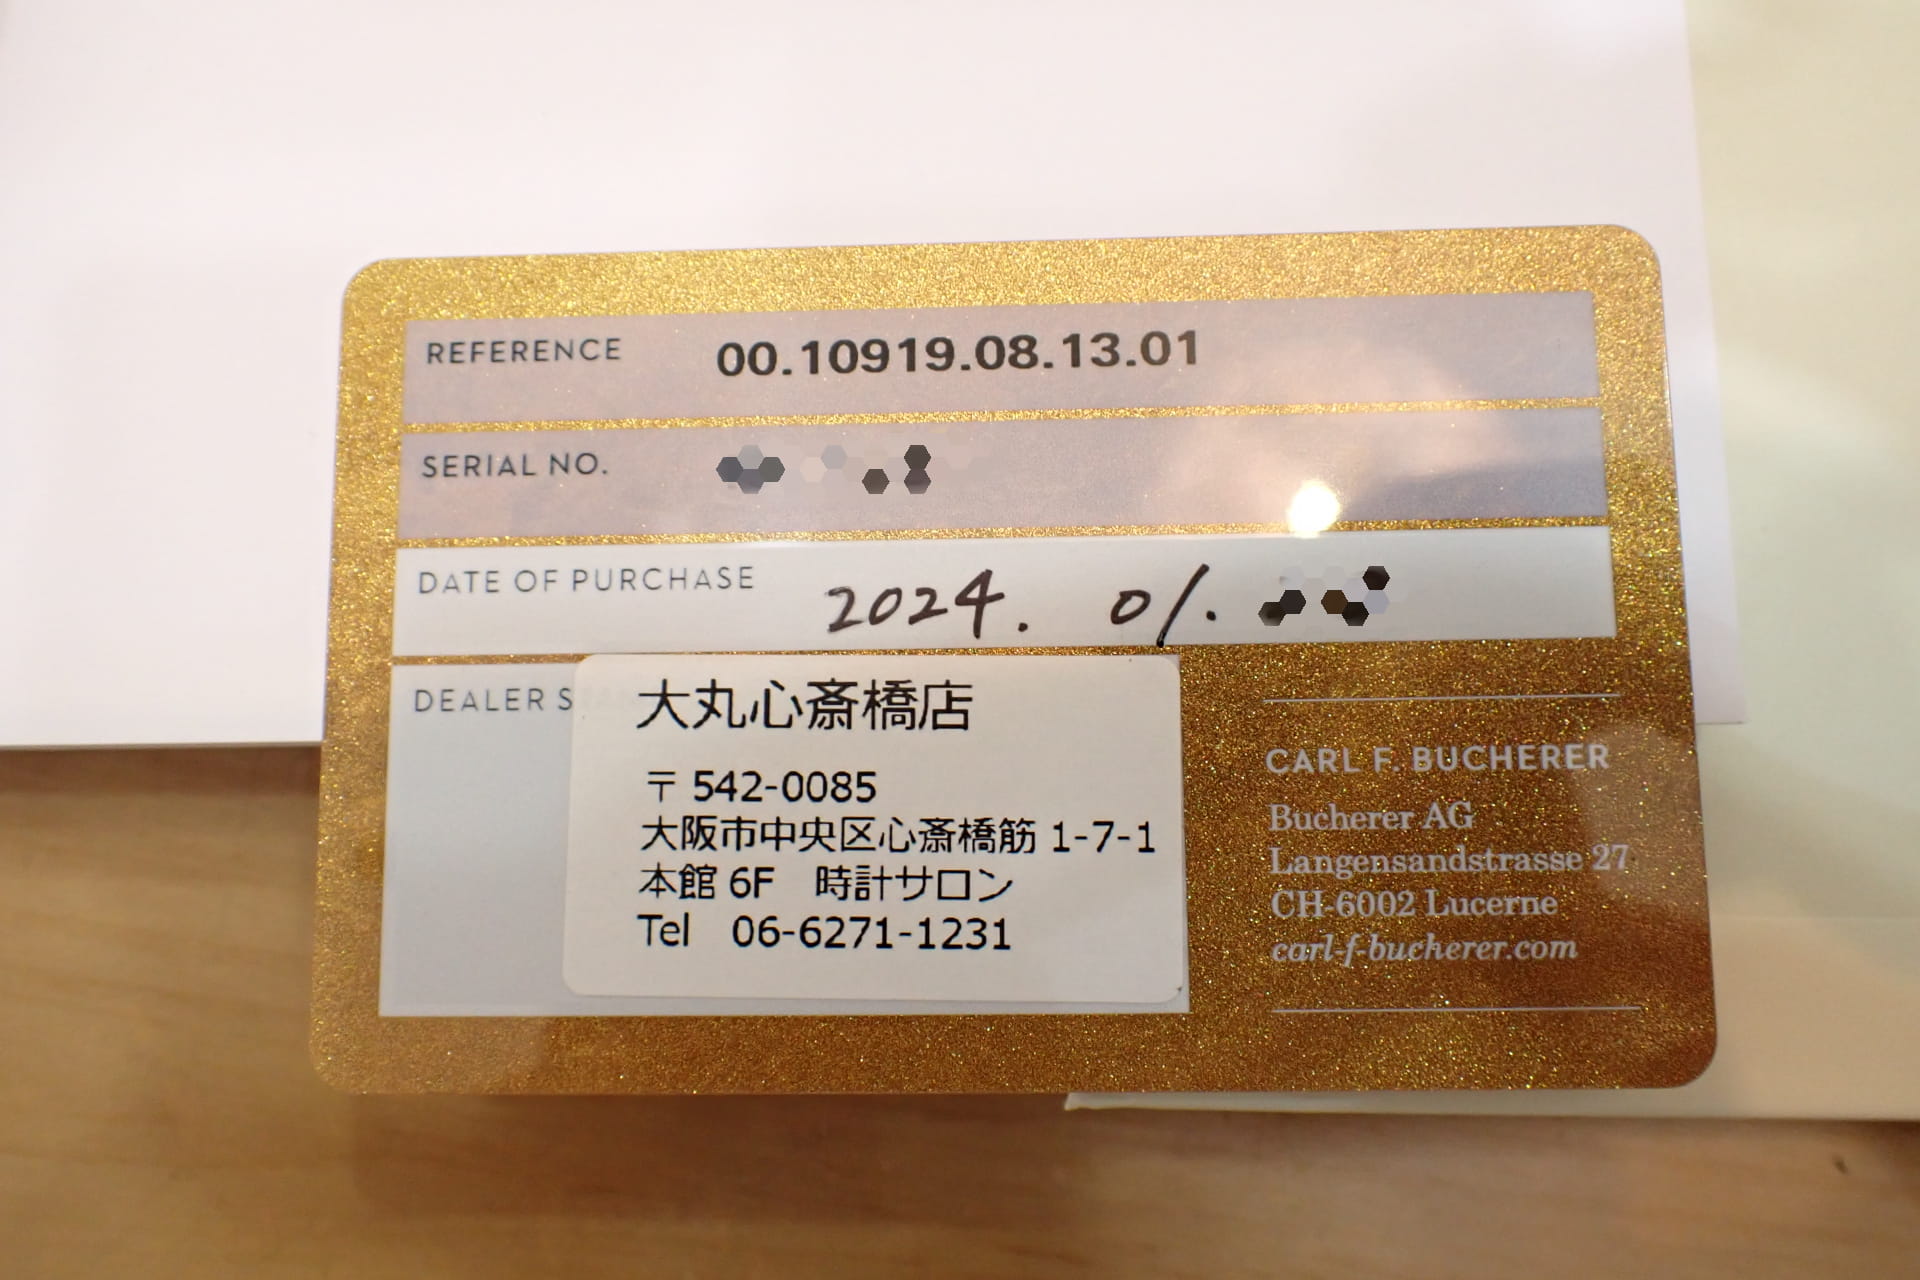 REFERENCE 00.10919.08.13.01
SERIAL NO.
DATE OF PURCHASE 2024. 01.
DEALER S
大丸心斎橋店
〒 542-0085
大阪市中央区心斎橋筋 1-7-1
本館 6F 時計サロン
Tel 06-6271-1231
CARL F. BUCHERER
Bucherer AG
Langensandstrasse 27
CH-6002 Lucerne
carl-f-bucherer.com